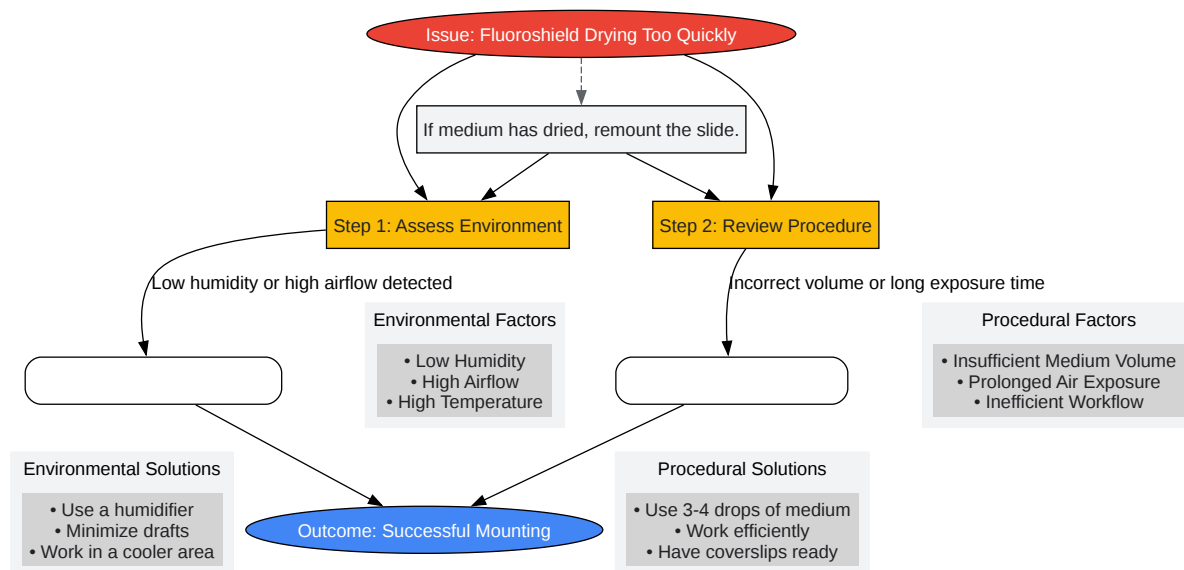 Issue: Fluoroshield Drying Too Quickly
If medium has dried, remount the slide.
Step 1: Assess Environment
Step 2: Review Procedure
Low humidity or high airflow detected
Incorrect volume or long exposure time
Environmental Factors
• Low Humidity
• High Airflow
• High Temperature
Procedural Factors
• Insufficient Medium Volume
• Prolonged Air Exposure
• Inefficient Workflow
Environmental Solutions
• Use a humidifier
• Minimize drafts
• Work in a cooler area
Outcome: Successful Mounting
Procedural Solutions
• Use 3-4 drops of medium
• Work efficiently
• Have coverslips ready